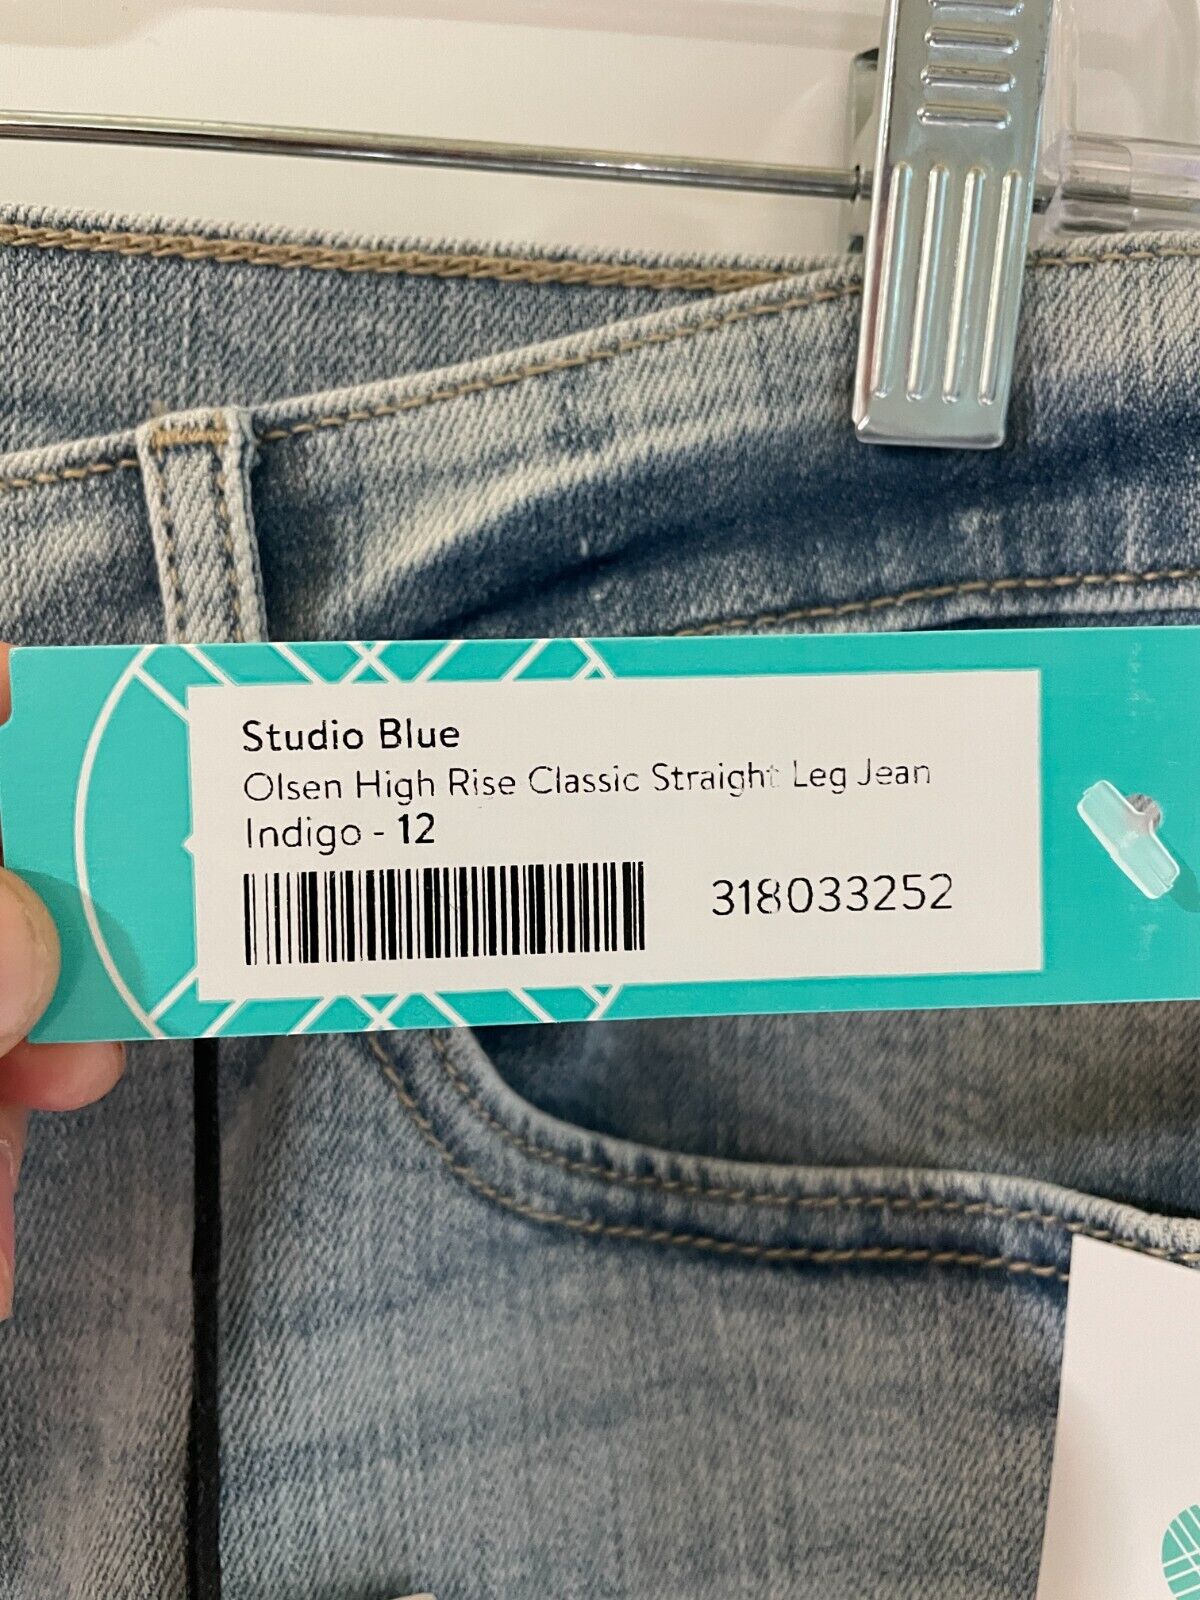 Studio Blue
Olsen High Rise Classic Straight Leg Jean
Indigo - 12
318033252